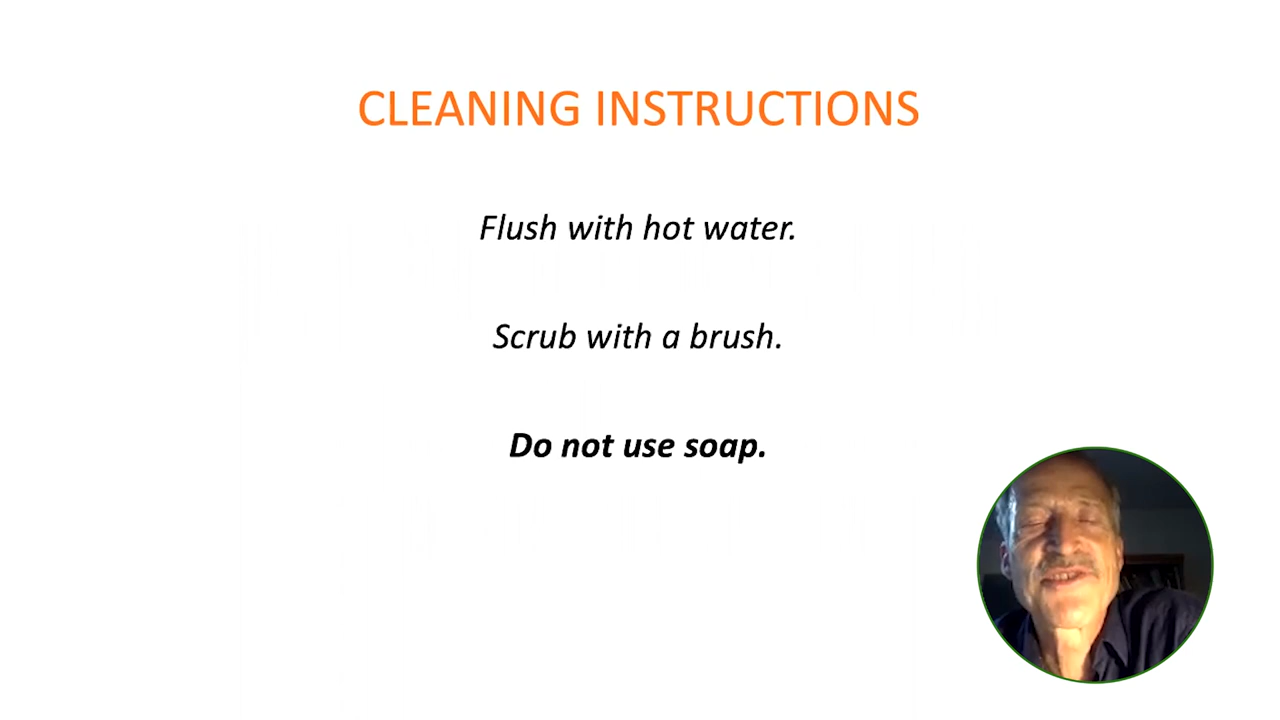 CLEANING INSTRUCTIONS
Flush with hot water.
Scrub with a brush.
Do not use soap.